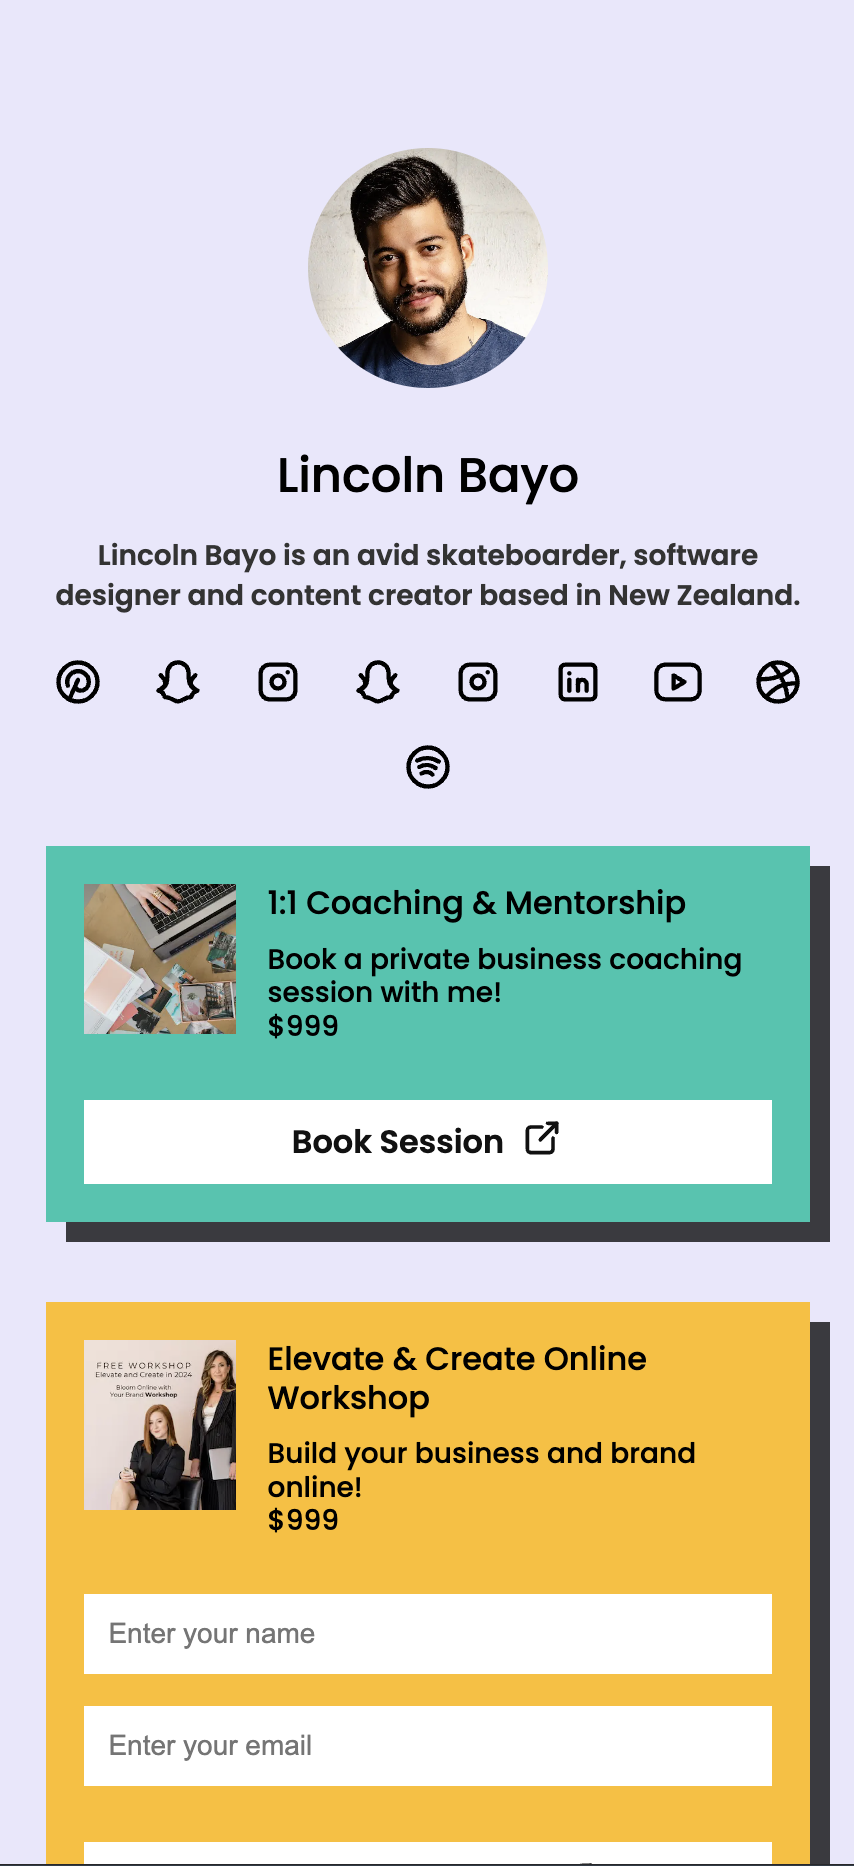 Lincoln Bayo
Lincoln Bayo is an avid skateboarder, software
designer and content creator based in New Zealand.
in
1:1 Coaching & Mentorship
Book a private business coaching
session with me!
$999
Book Session
FREE WORKSHOP
Elevate and Create in 2024
Bloom Online with
Your Brand Workshop
Elevate & Create Online
Workshop
Build your business and brand
online!
$999
Enter your name
Enter your email